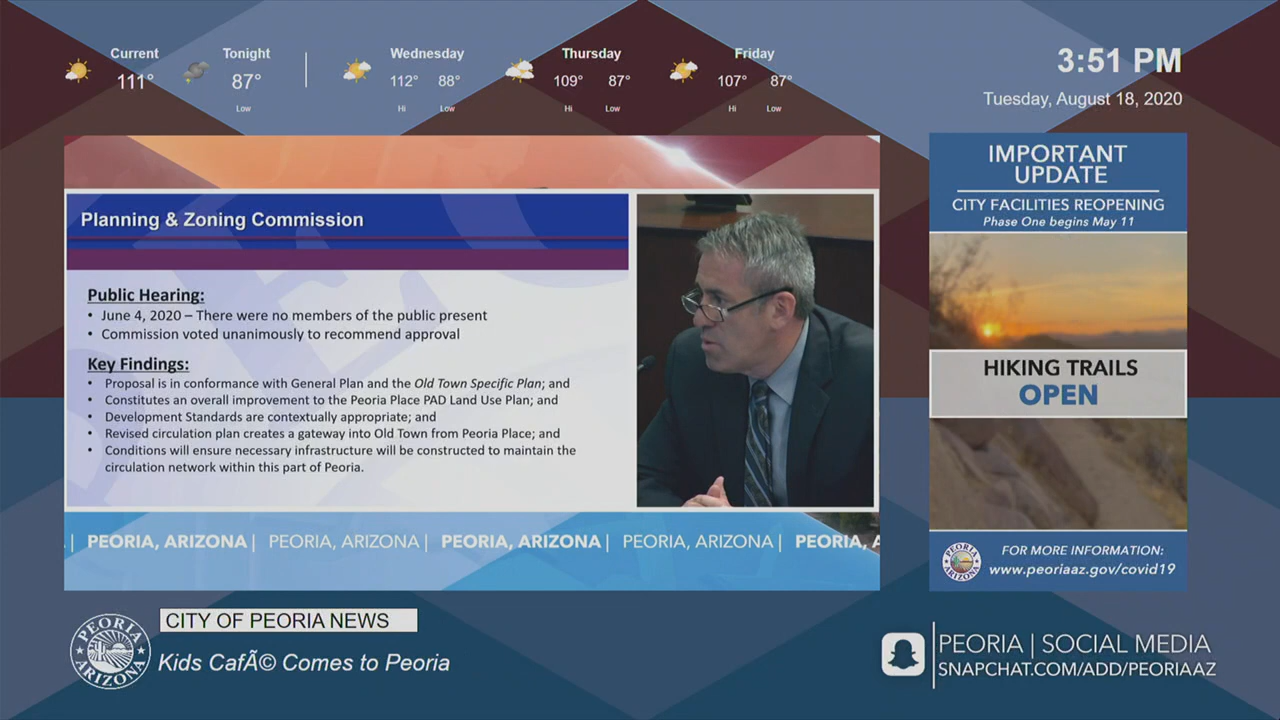 Current
111°
Tonight
87°
Low
Wednesday
112° 88°
Hi Low
Thursday
109° 87°
Hi Low
Friday
107° 87°
Hi Low
3:51 PM
Tuesday, August 18, 2020
Planning & Zoning Commission
Public Hearing:
• June 4, 2020 – There were no members of the public present
• Commission voted unanimously to recommend approval
Key Findings:
• Proposal is in conformance with General Plan and the Old Town Specific Plan; and
• Constitutes an overall improvement to the Peoria Place PAD Land Use Plan; and
• Development Standards are contextually appropriate; and
• Revised circulation plan creates a gateway into Old Town from Peoria Place; and
• Conditions will ensure necessary infrastructure will be constructed to maintain the
circulation network within this part of Peoria.
| PEORIA, ARIZONA | PEORIA, ARIZONA | PEORIA, ARIZONA | PEORIA, ARIZONA | PEORIA, A
IMPORTANT
UPDATE
CITY FACILITIES REOPENING
Phase One begins May 11
HIKING TRAILS
OPEN
PEORIA
ARIZONA
FOR MORE INFORMATION:
www.peoriaaz.gov/covid19
PEORIA
ARIZONA
CITY OF PEORIA NEWS
Kids CafÃ© Comes to Peoria
PEORIA | SOCIAL MEDIA
SNAPCHAT.COM/ADD/PEORIAAZ